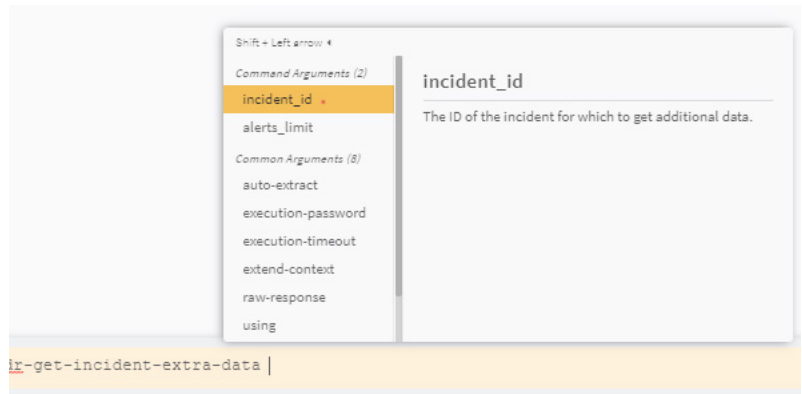 Shift + Left arrow
Command Arguments (2)
incident_id
alerts_limit
Common Arguments (8)
auto-extract
execution-password
execution-timeout
extend-context
raw-response
using
incident_id
The ID of the incident for which to get additional data.
ir-get-incident-extra-data